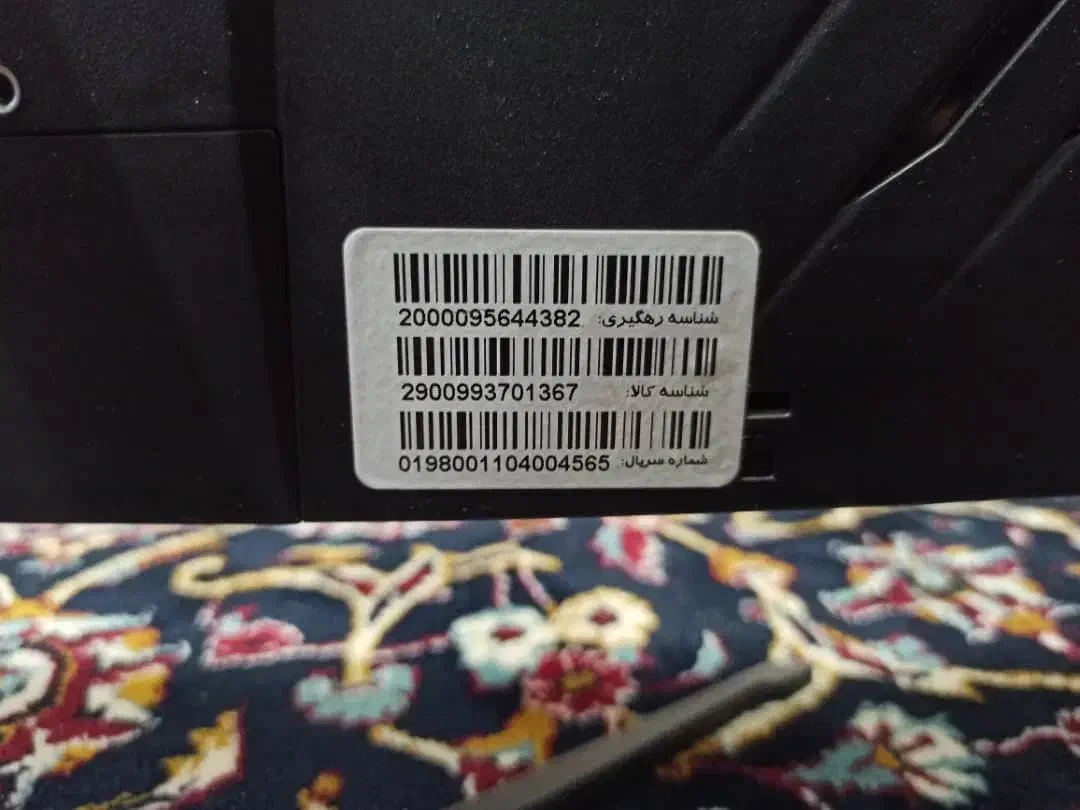 شناسه رهگیری: 2000095644382
شناسه کالا: 2900993701367
شماره سریال: 0198001104004565